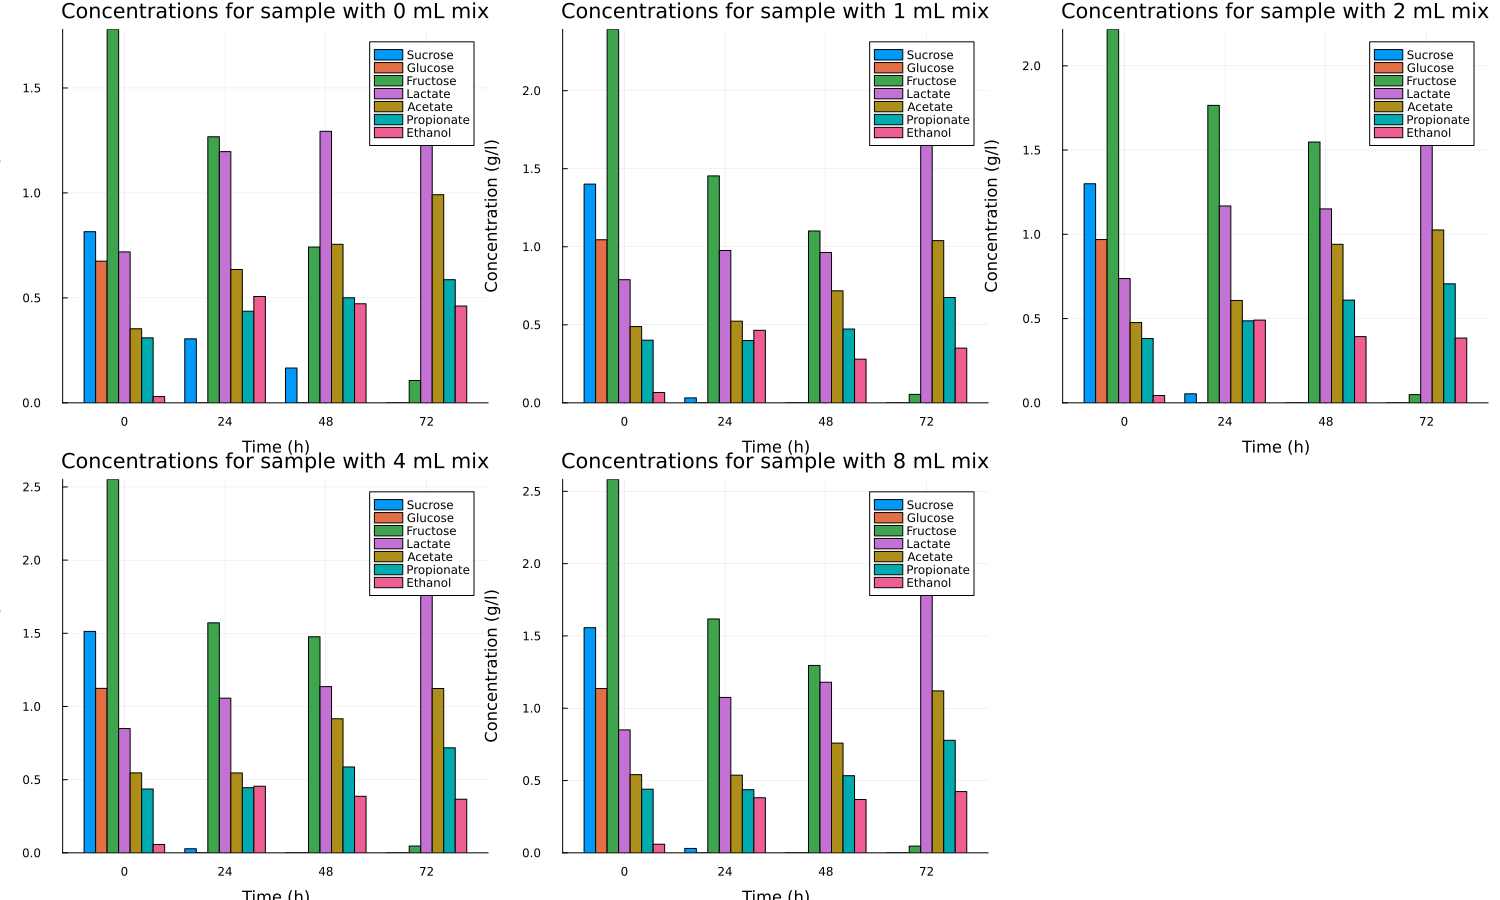 Concentrations for sample with 0 mL mix
1.5
1.0
0.5
0.0
0 24 48 72
Time (h)
Sucrose
Glucose
Fructose
Lactate
Acetate
Propionate
Ethanol
Concentrations for sample with 1 mL mix
Concentration (g/l)
2.0
1.5
1.0
0.5
0.0
0 24 48 72
Time (h)
Sucrose
Glucose
Fructose
Lactate
Acetate
Propionate
Ethanol
Concentrations for sample with 2 mL mix
Concentration (g/l)
2.0
1.5
1.0
0.5
0.0
0 24 48 72
Time (h)
Sucrose
Glucose
Fructose
Lactate
Acetate
Propionate
Ethanol
Concentrations for sample with 4 mL mix
2.5
2.0
1.5
1.0
0.5
0.0
0 24 48 72
Time (h)
Sucrose
Glucose
Fructose
Lactate
Acetate
Propionate
Ethanol
Concentrations for sample with 8 mL mix
Concentration (g/l)
2.5
2.0
1.5
1.0
0.5
0.0
0 24 48 72
Time (h)
Sucrose
Glucose
Fructose
Lactate
Acetate
Propionate
Ethanol